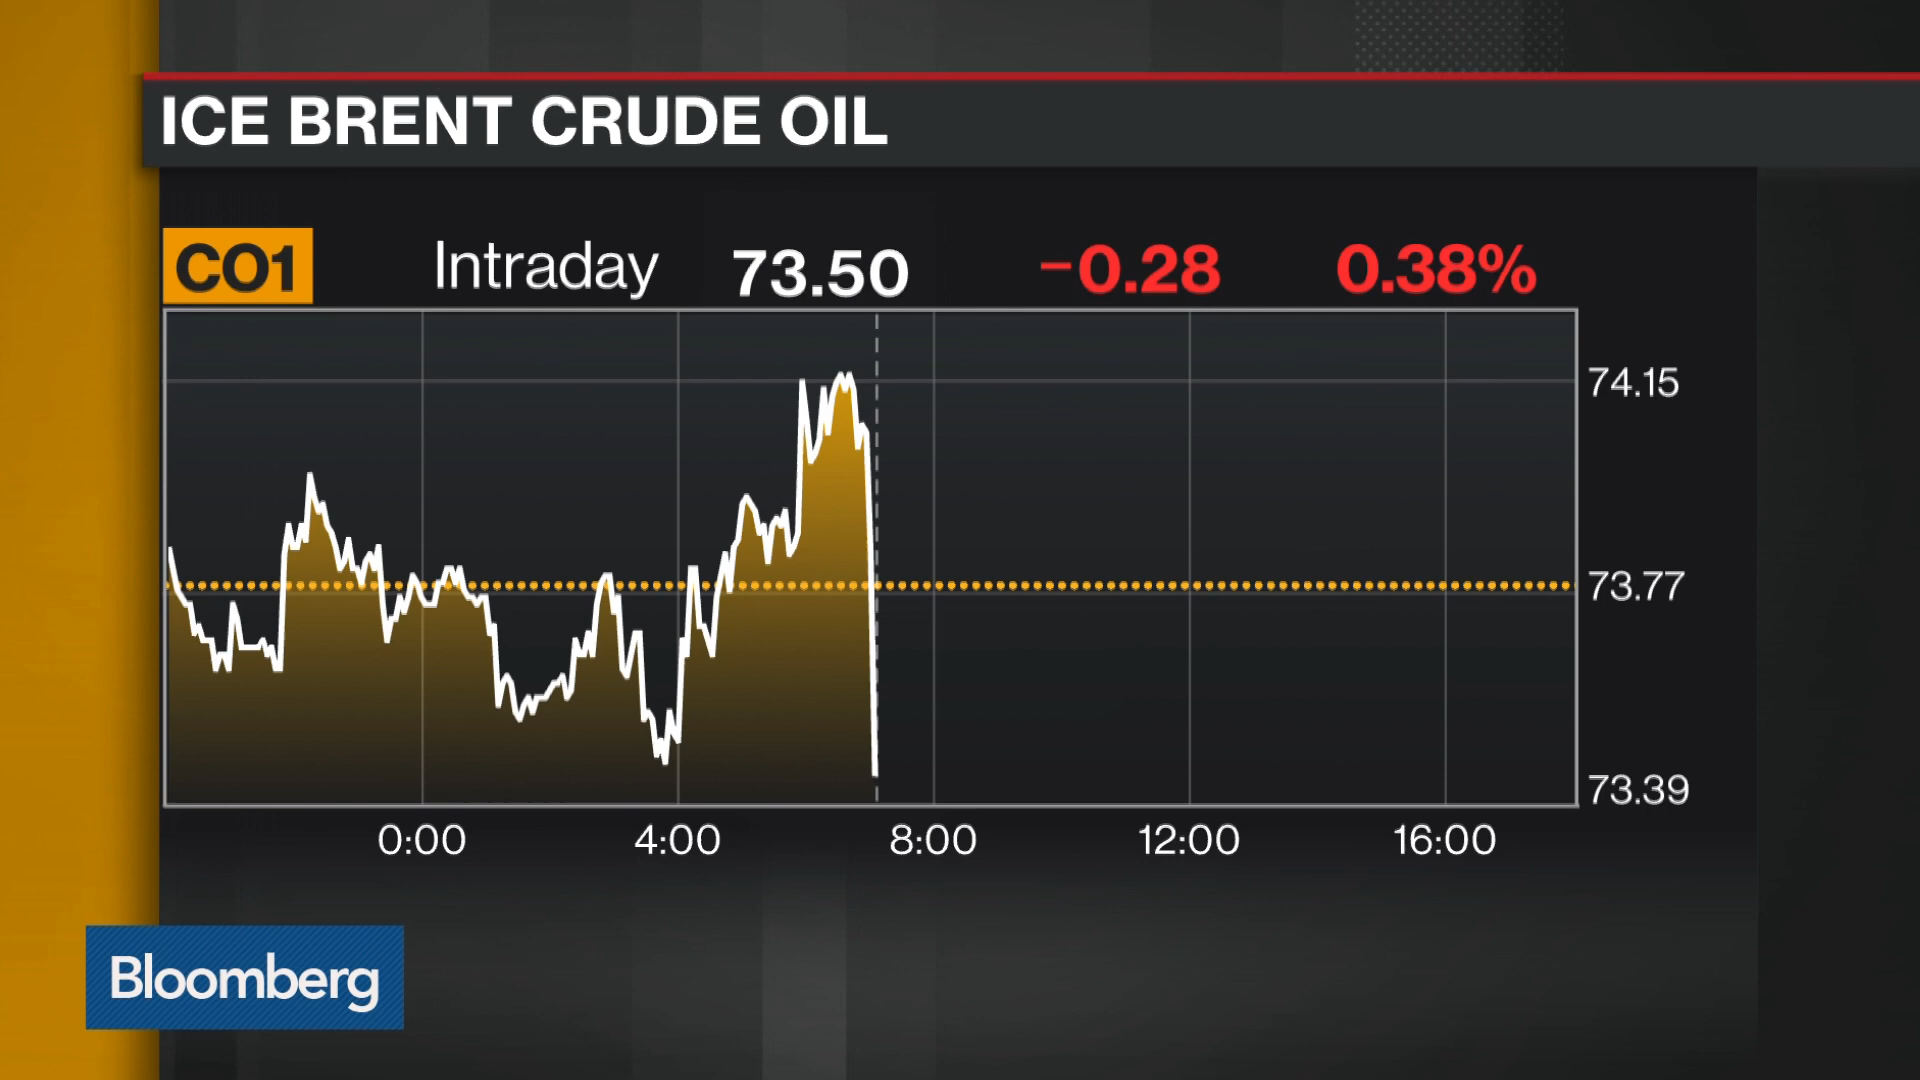 ICE BRENT CRUDE OIL
CO1 Intraday 73.50 -0.28 0.38%
74.15
73.77
73.39
0:00 4:00 8:00 12:00 16:00
Bloomberg